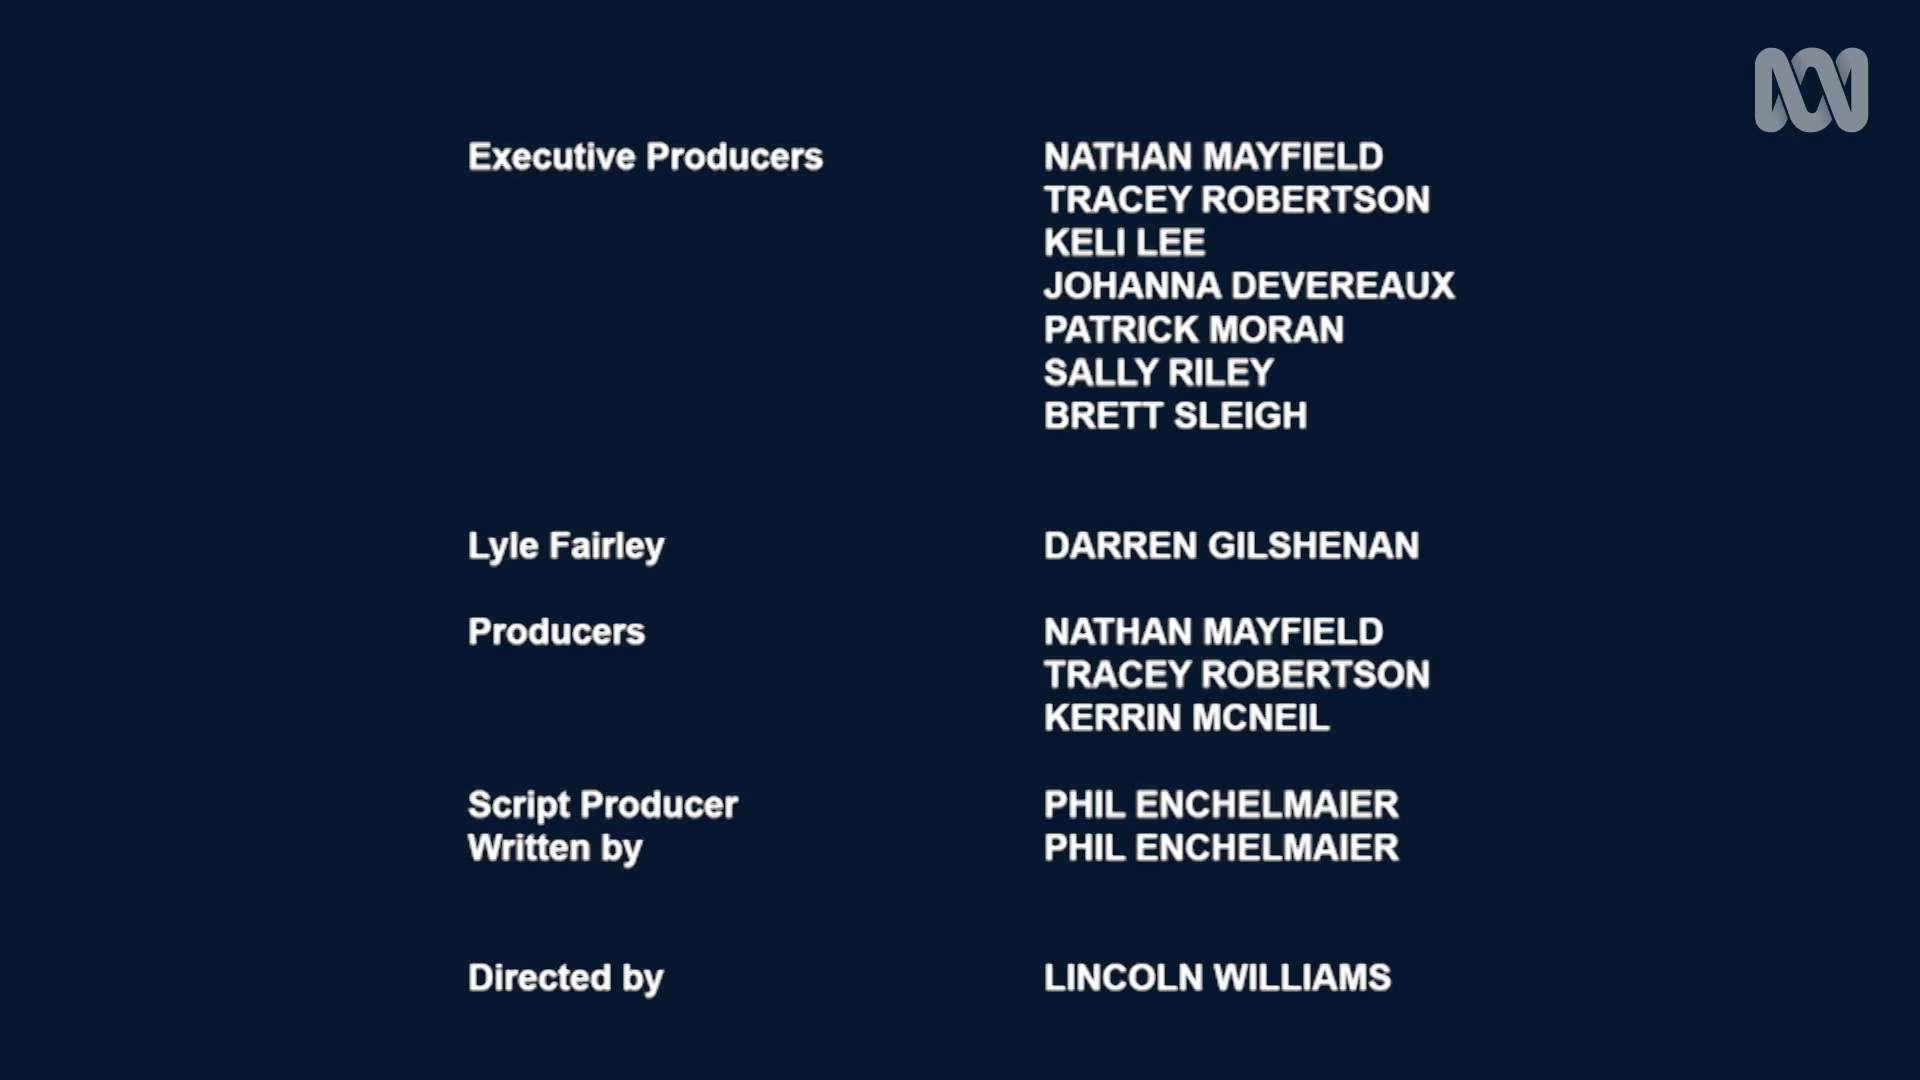 Executive Producers NATHAN MAYFIELD
TRACEY ROBERTSON
KELI LEE
JOHANNA DEVEREAUX
PATRICK MORAN
SALLY RILEY
BRETT SLEIGH
Lyle Fairley DARREN GILSHENAN
Producers NATHAN MAYFIELD
TRACEY ROBERTSON
KERRIN MCNEIL
Script Producer PHIL ENCHELMAIER
Written by PHIL ENCHELMAIER
Directed by LINCOLN WILLIAMS